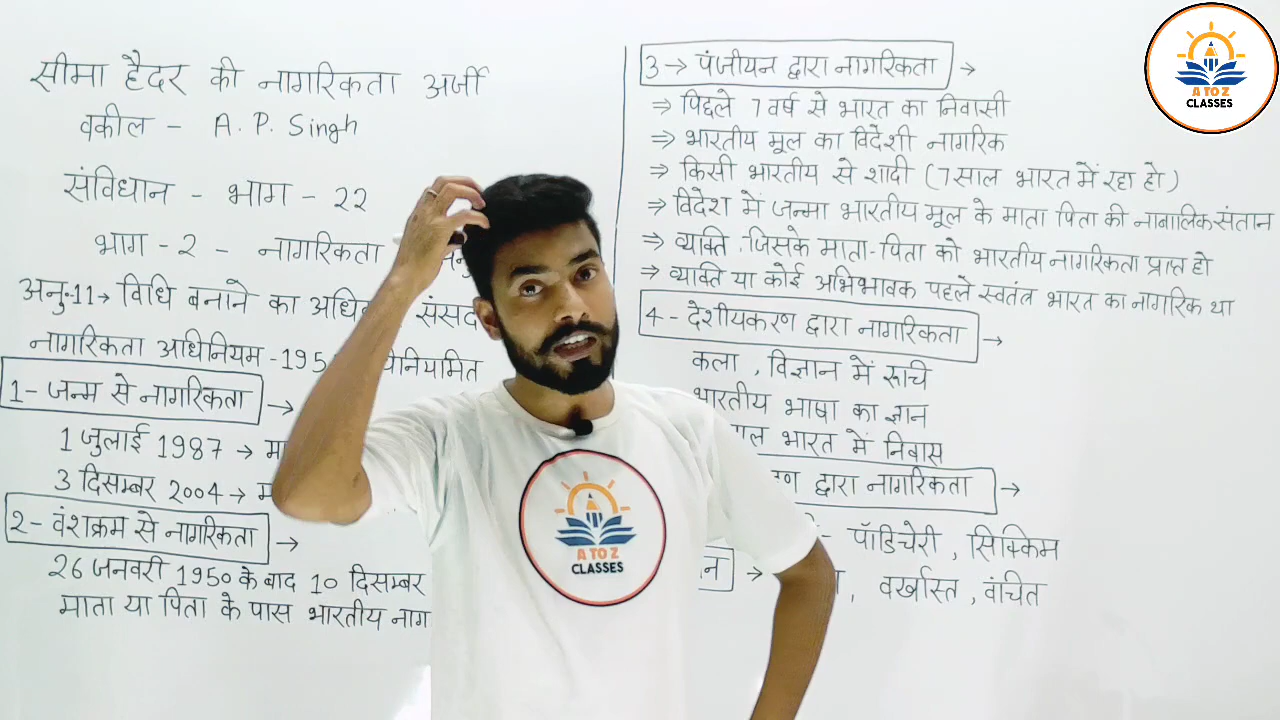 सीमा हैदर की नागरिकता अर्जी
वकील - A. P. Singh
संविधान - भाग - 22
भाग - 2 - नागरिकता
अनु॰11→ विधि बनाने का संसद
नागरिकता अधिनियम -
1- जन्म से नागरिकता →
1 जुलाई 1987 →
3 दिसम्बर 2004 →
2- वंशक्रम से नागरिकता →
26 जनवरी 1950 के बाद 10 दिसम्बर
माता या पिता के पास भारतीय
3 → पंजीयन द्वारा नागरिकता →
⇒ पिछले 7 वर्ष से भारत का निवासी
⇒ भारतीय मूल का विदेशी नागरिक
⇒ किसी भारतीय से शादी (7 साल भारत में रहा हो)
⇒ विदेश में जन्मा भारतीय मूल के माता पिता की नाबालिक संतान
⇒ व्यक्ति, जिसके माता-पिता को भारतीय नागरिकता प्राप्त हो
⇒ व्यक्ति या कोई अभिभावक पहले स्वतंत्र भारत का नागरिक था
4 - देशीयकरण द्वारा नागरिकता →
कला, विज्ञान में रुचि
भारतीय भाषा का ज्ञान
भारत में निवास
द्वारा नागरिकता →
- पॉडिचेरी, सिक्किम
→ , वर्खास्त, वंचित
A TO Z
CLASSES
A TO Z
CLASSES